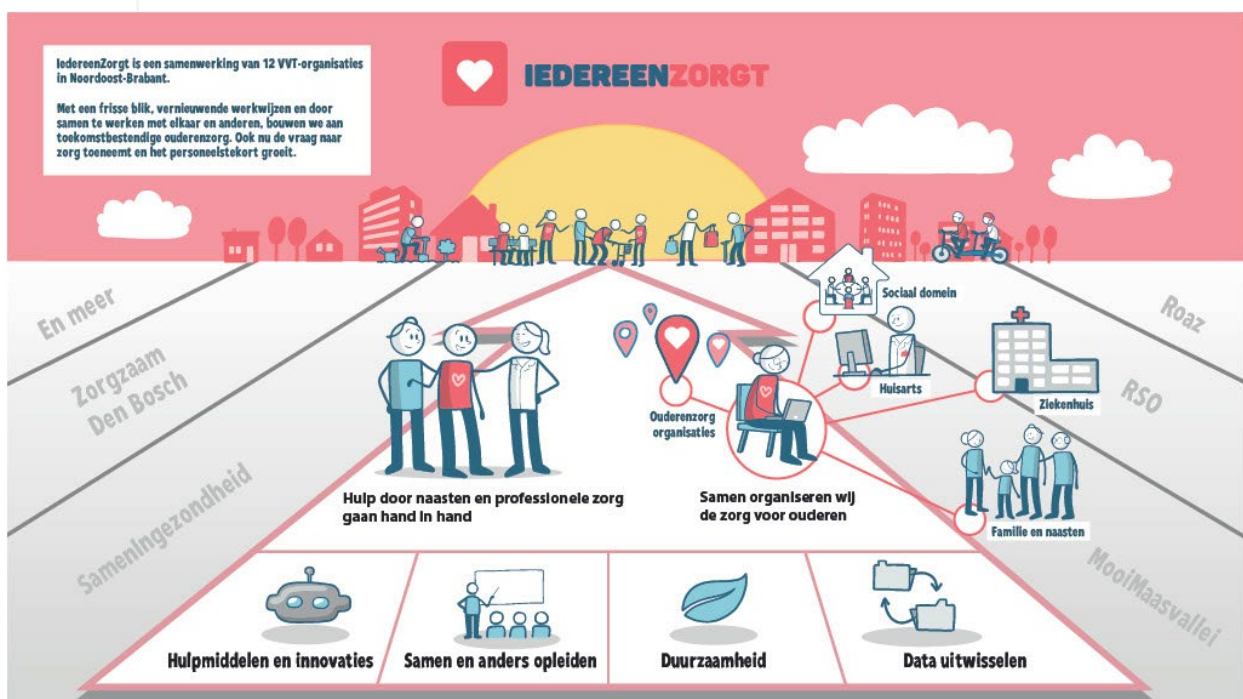 IedereenZorgt is een samenwerking van 12 VVT-organisaties
in Noordoost-Brabant.
Met een frisse blik, vernieuwende werkwijzen en door
samen te werken met elkaar en anderen, bouwen we aan
toekomstbestendige ouderenzorg. Ook nu de vraag naar
zorg toeneemt en het personeelstekort groeit.
IEDEREENZORGT
En meer
Zorgzaam
Den Bosch
SamenIngezondheid
Sociaal domein
Huisarts
Ziekenhuis
Ouderenzorg
organisaties
Familie en naasten
Roaz
RSO
MooiMaasvallei
Hulp door naasten en professionele zorg
gaan hand in hand
Samen organiseren wij
de zorg voor ouderen
Hulpmiddelen en innovaties
Samen en anders opleiden
Duurzaamheid
Data uitwisselen